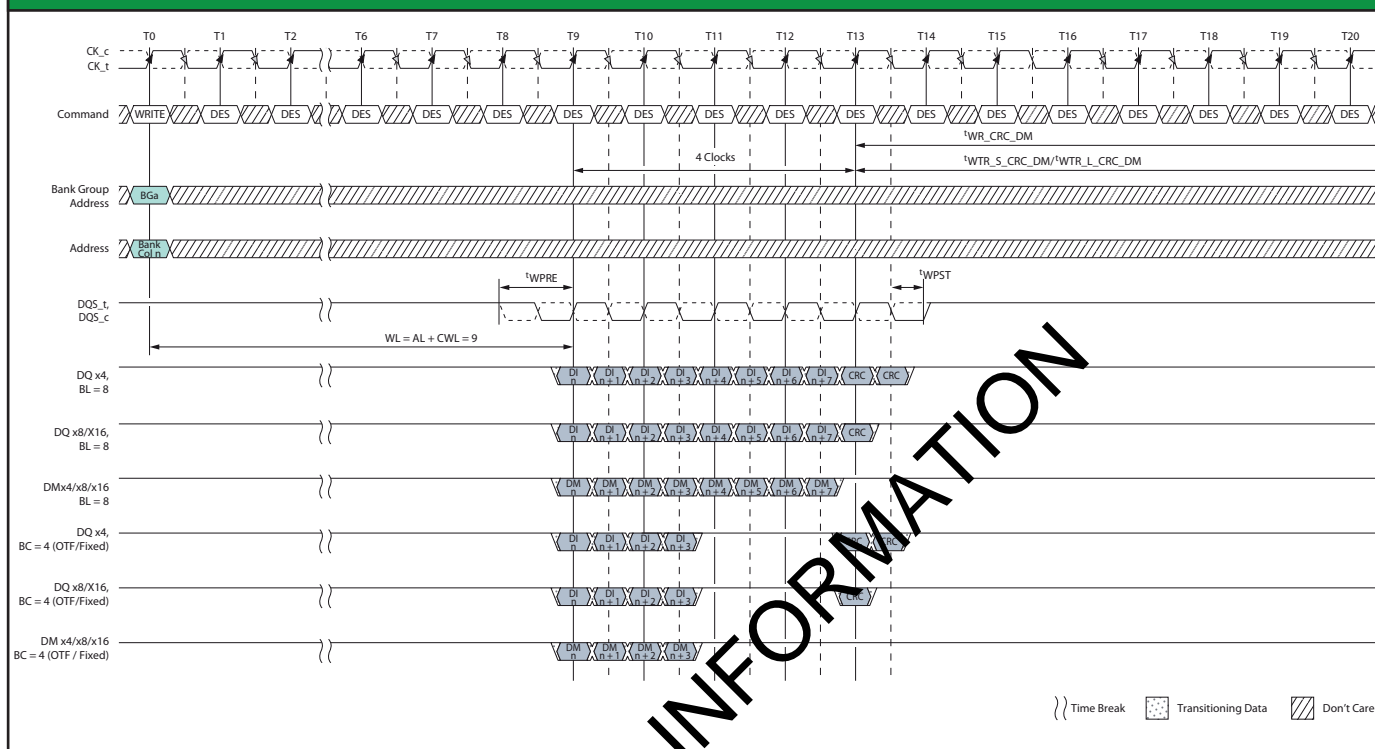 T0 T1 T2 T6 T7 T8 T9 T10 T11 T12 T13 T14 T15 T16 T17 T18 T19 T20
CK_c
CK_t
Command WRITE DES DES DES DES DES DES DES DES DES DES DES DES DES DES DES DES DES
tWR_CRC_DM
4 Clocks
tWTR_S_CRC_DM/tWTR_L_CRC_DM
Bank Group
Address
BGa
Address
Bank
Col n
tWPRE
tWPST
DQS_t,
DQS_c
WL = AL + CWL = 9
DQ x4,
BL = 8
DI n DI n + 1 DI n + 2 DI n + 3 DI n + 4 DI n + 5 DI n + 6 DI n + 7 CRC CRC
DQ x8/X16,
BL = 8
DI n DI n + 1 DI n + 2 DI n + 3 DI n + 4 DI n + 5 DI n + 6 DI n + 7 CRC
DMx4/x8/x16
BL = 8
DM n DM n + 1 DM n + 2 DM n + 3 DM n + 4 DM n + 5 DM n + 6 DM n + 7
DQ x4,
BC = 4 (OTF/Fixed)
DI n DI n + 1 DI n + 2 DI n + 3 CRC CRC
DQ x8/X16,
BC = 4 (OTF/Fixed)
DI n DI n + 1 DI n + 2 DI n + 3 CRC
DM x4/x8/x16
BC = 4 (OTF / Fixed)
DM n DM n + 1 DM n + 2 DM n + 3
INFORMATION
Time Break Transitioning Data Don't Care